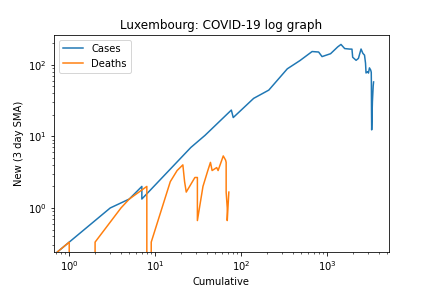 Luxembourg: COVID-19 log graph
Cases
Deaths
New (3 day SMA)
10²
10¹
10⁰
10⁰ 10¹ 10² 10³
Cumulative